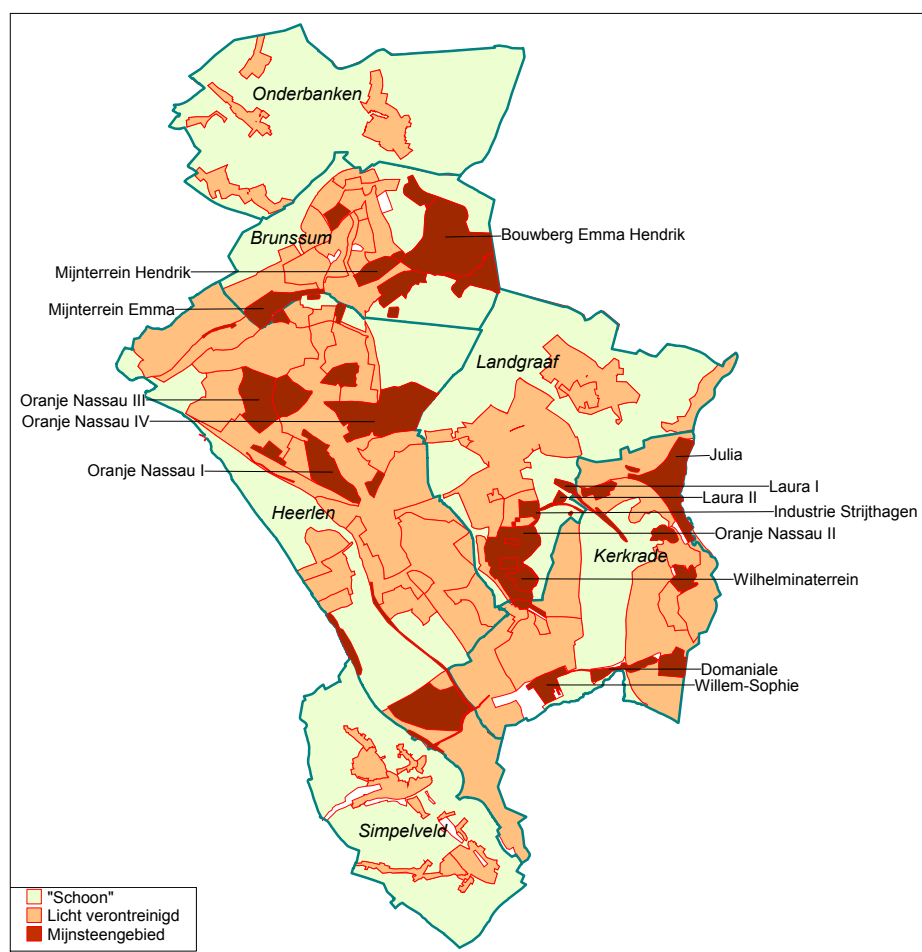 Onderbanken
Brunssum
Bouwberg Emma Hendrik
Mijnterrein Hendrik
Mijnterrein Emma
Landgraaf
Oranje Nassau III
Oranje Nassau IV
Oranje Nassau I
Julia
Laura I
Laura II
Heerlen
Industrie Strijthagen
Oranje Nassau II
Kerkrade
Wilhelminaterrein
Domaniale
Willem-Sophie
Simpelveld
"Schoon"
Licht verontreinigd
Mijnsteengebied